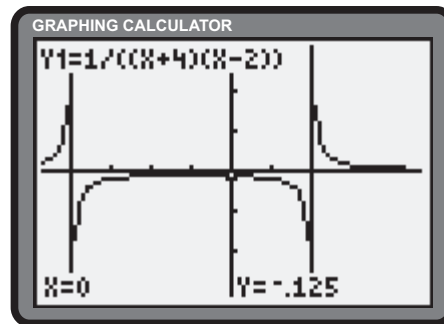 GRAPHING CALCULATOR
Y1=1/((X+4)(X-2))
X=0 Y=-.125